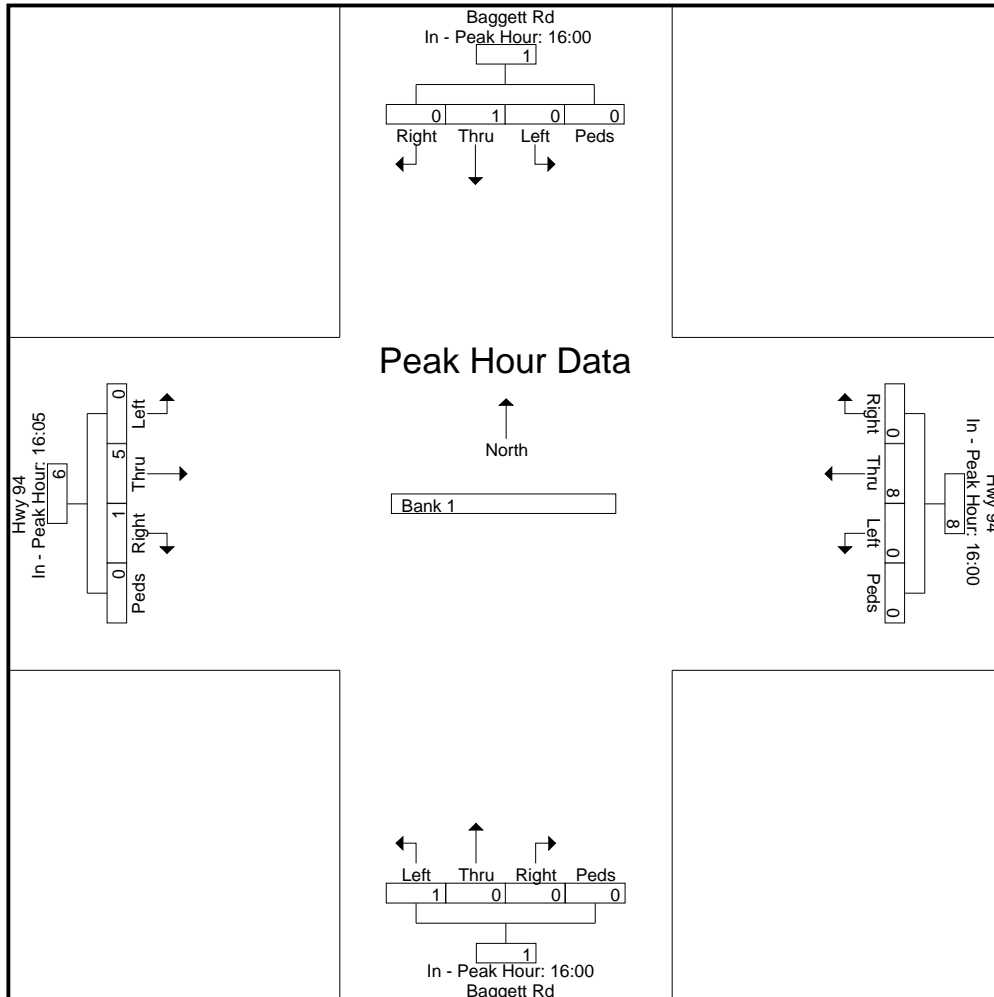 Baggett Rd
In - Peak Hour: 16:00
1
0 1 0 0
Right Thru Left Peds
Peak Hour Data
North
Bank 1
Hwy 94
In - Peak Hour: 16:05
6
0 5 1 0
Left Thru Right Peds
Hwy 94
In - Peak Hour: 16:00
8
0 8 0 0
Right Thru Left Peds
Left Thru Right Peds
1 0 0 0
1
In - Peak Hour: 16:00
Baggett Rd